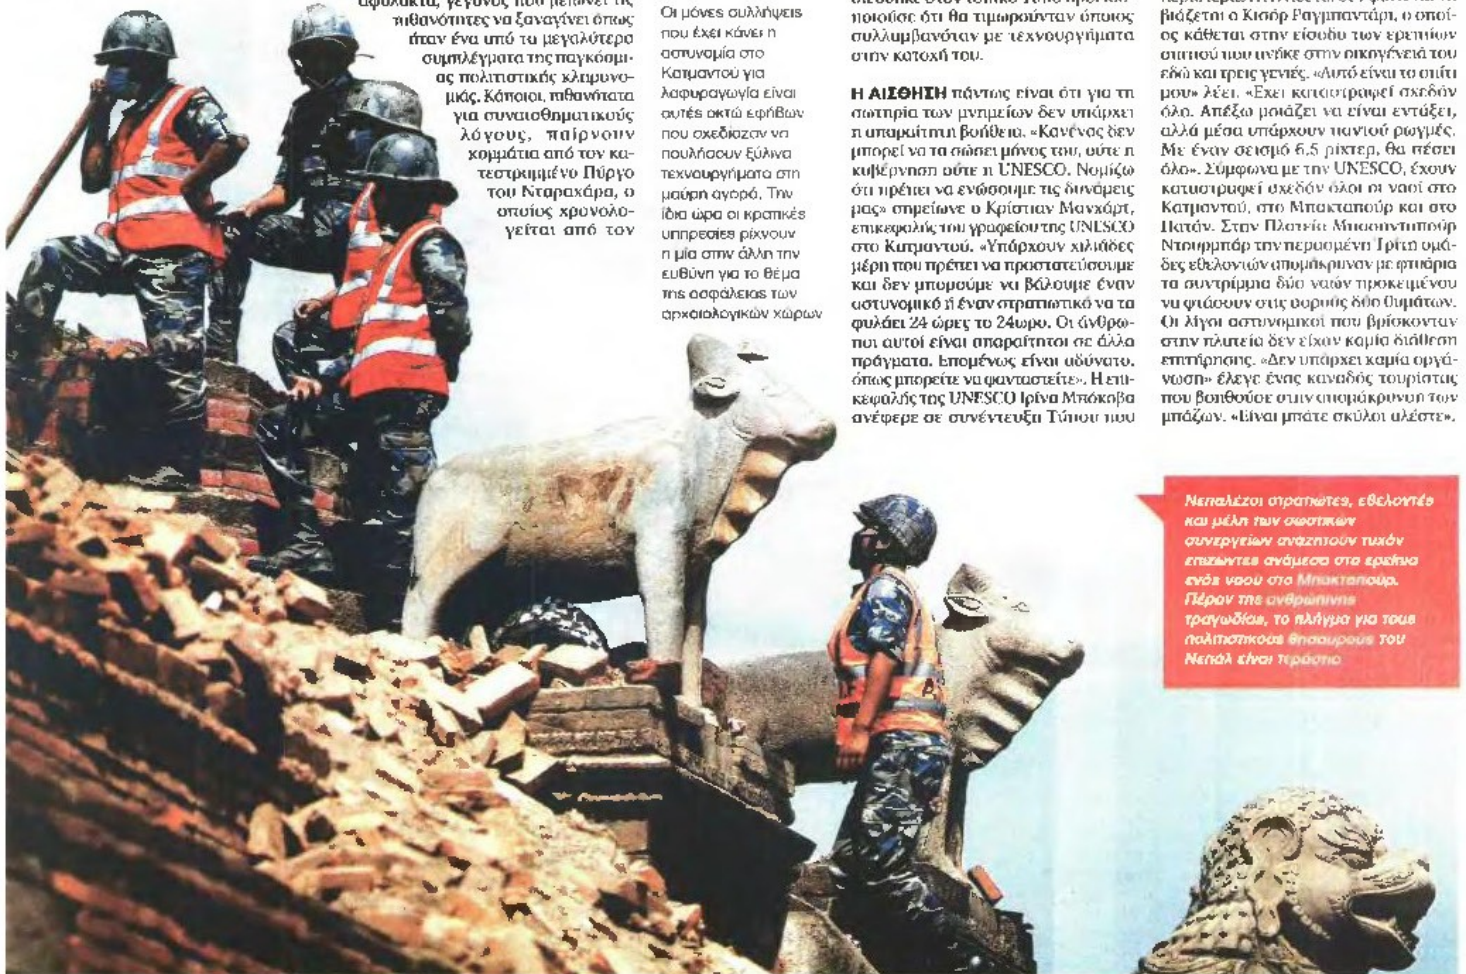 αφύλακτα, γεγονός που μειώνει τις
πιθανότητες να ξαναγίνει όπως
ήταν ένα από τα μεγαλύτερα
συμπλέγματα της παγκόσμι-
ας πολιτιστικής κληρονο-
μιάς. Κάποιοι, πιθανότατα
για συναισθηματικούς
λόγους, παίρνουν
κομμάτια από τον κα-
τεστραμμένο Πύργο
του Νταραχάρα, ο
οποίος χρονολο-
γείται από τον
Οι μόνες συλλήψεις
που έχει κάνει η
αστυνομία στο
Κατμαντού για
λαφυραγωγία είναι
αυτές οκτώ εφήβων
που σχεδίαζαν να
πουλήσουν ξύλινα
τεχνουργήματα στη
μαύρη αγορά. Την
ίδια ώρα οι κρατικές
υπηρεσίες ρίχνουν
η μία στην άλλη την
ευθύνη για το θέμα
της ασφάλειας των
αρχαιολογικών χώρων
ποιούσε ότι θα τιμωρούνταν όποιος
συλλαμβανόταν με τεχνουργήματα
στην κατοχή του.
Η ΑΙΣΘΗΣΗ πάντως είναι ότι για τη
σωτηρία των μνημείων δεν υπάρχει
η απαραίτητη βοήθεια. «Κανένας δεν
μπορεί να τα σώσει μόνος του, ούτε η
κυβέρνηση ούτε η UNESCO. Νομίζω
ότι πρέπει να ενώσουμε τις δυνάμεις
μας» σημείωνε ο Κρίστιαν Μανχάρτ,
επικεφαλής του γραφείου της UNESCO
στο Κατμαντού. «Υπάρχουν χιλιάδες
μέρη που πρέπει να προστατεύσουμε
και δεν μπορούμε να βάλουμε έναν
αστυνομικό ή έναν στρατιωτικό να τα
φυλάει 24 ώρες το 24ωρο. Οι άνθρω-
ποι αυτοί είναι απαραίτητοι σε άλλα
πράγματα. Επομένως είναι αδύνατο,
όπως μπορείτε να φανταστείτε». Η επι-
κεφαλής της UNESCO Ιρίνα Μπόκοβα
ανέφερε σε συνέντευξη Τύπου που
βιάζεται ο Κισόρ Ραγμπαντάρι, ο οποί-
ος κάθεται στην είσοδο των ερειπίων
σπιτιού που ανήκε στην οικογένειά του
εδώ και τρεις γενιές. «Αυτό είναι το σπίτι
μου» λέει. «Εχει καταστραφεί σχεδόν
όλο. Απέξω μοιάζει να είναι εντάξει,
αλλά μέσα υπάρχουν παντού ρωγμές.
Με έναν σεισμό 6,5 ρίχτερ, θα πέσει
όλο». Σύμφωνα με την UNESCO, έχουν
καταστραφεί σχεδόν όλοι οι ναοί στο
Κατμαντού, στο Μπακταπούρ και στο
Πατάν. Στην Πλατεία Μπασανταπούρ
Ντουρμπάρ την περασμένη Τρίτη ομά-
δες εθελοντών απομάκρυναν με φτυάρια
τα συντρίμμια δύο ναών προκειμένου
να φτάσουν στις σορούς δύο θυμάτων.
Οι λίγοι αστυνομικοί που βρίσκονταν
στην πλατεία δεν είχαν καμία διάθεση
επιτήρησης. «Δεν υπάρχει καμία οργά-
νωση» έλεγε ένας καναδός τουρίστας
που βοηθούσε στην απομάκρυνση των
μπάζων. «Είναι μπάτε σκύλοι αλέστε».
Νεπαλέζοι στρατιώτες, εθελοντές
και μέλη των σωστικών
συνεργείων αναζητούν τυχόν
επιζώντες ανάμεσα στα ερείπια
ενός ναού στο Μπακταπούρ.
Πέραν της ανθρώπινης
τραγωδίας, το πλήγμα για τους
πολιτιστικούς θησαυρούς του
Νεπάλ είναι τεράστιο